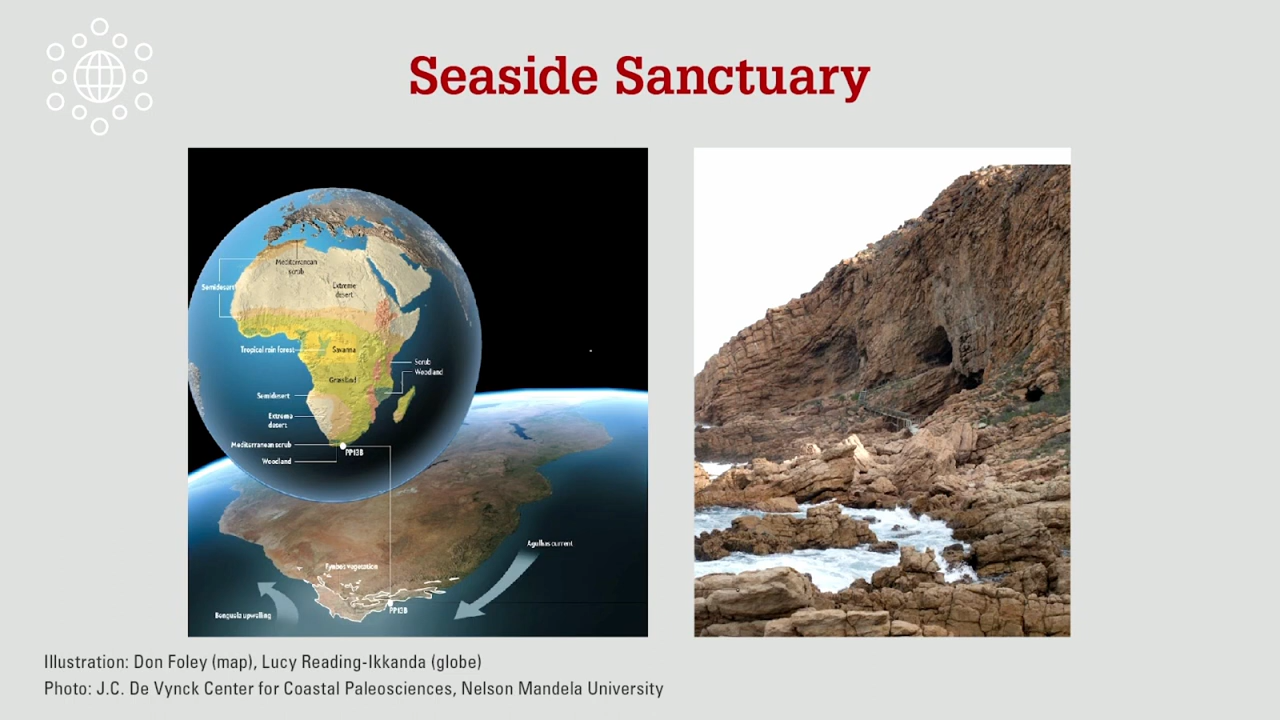 Seaside Sanctuary
Mediterranean
scrub
Semidesert
Extreme
desert
Tropical rain forest
Savanna
Scrub
Woodland
Grassland
Semidesert
Extreme
desert
Mediterranean scrub
PP13B
Woodland
Agulhas current
Fynbos vegetation
PP13B
Benguela upwelling
Illustration: Don Foley (map), Lucy Reading-Ikkanda (globe)
Photo: J.C. De Vynck Center for Coastal Paleosciences, Nelson Mandela University